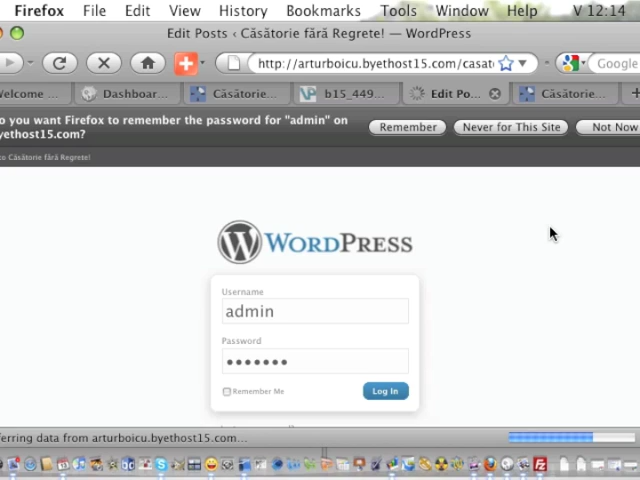 Firefox File Edit View History Bookmarks Tools Window Help V 12:14
Edit Posts ‹ Căsătorie fără Regrete! — WordPress
http://arturboicu.byethost15.com/casat Google
elcome ... Dashboar... Căsătorie... b15_449... Edit Po... Căsătorie...
o you want Firefox to remember the password for "admin" on
yethost15.com?
Remember Never for This Site Not Now
to Căsătorie fără Regrete!
WORDPRESS
Username
admin
Password
•••••••
Remember Me Log In
erring data from arturboicu.byethost15.com...